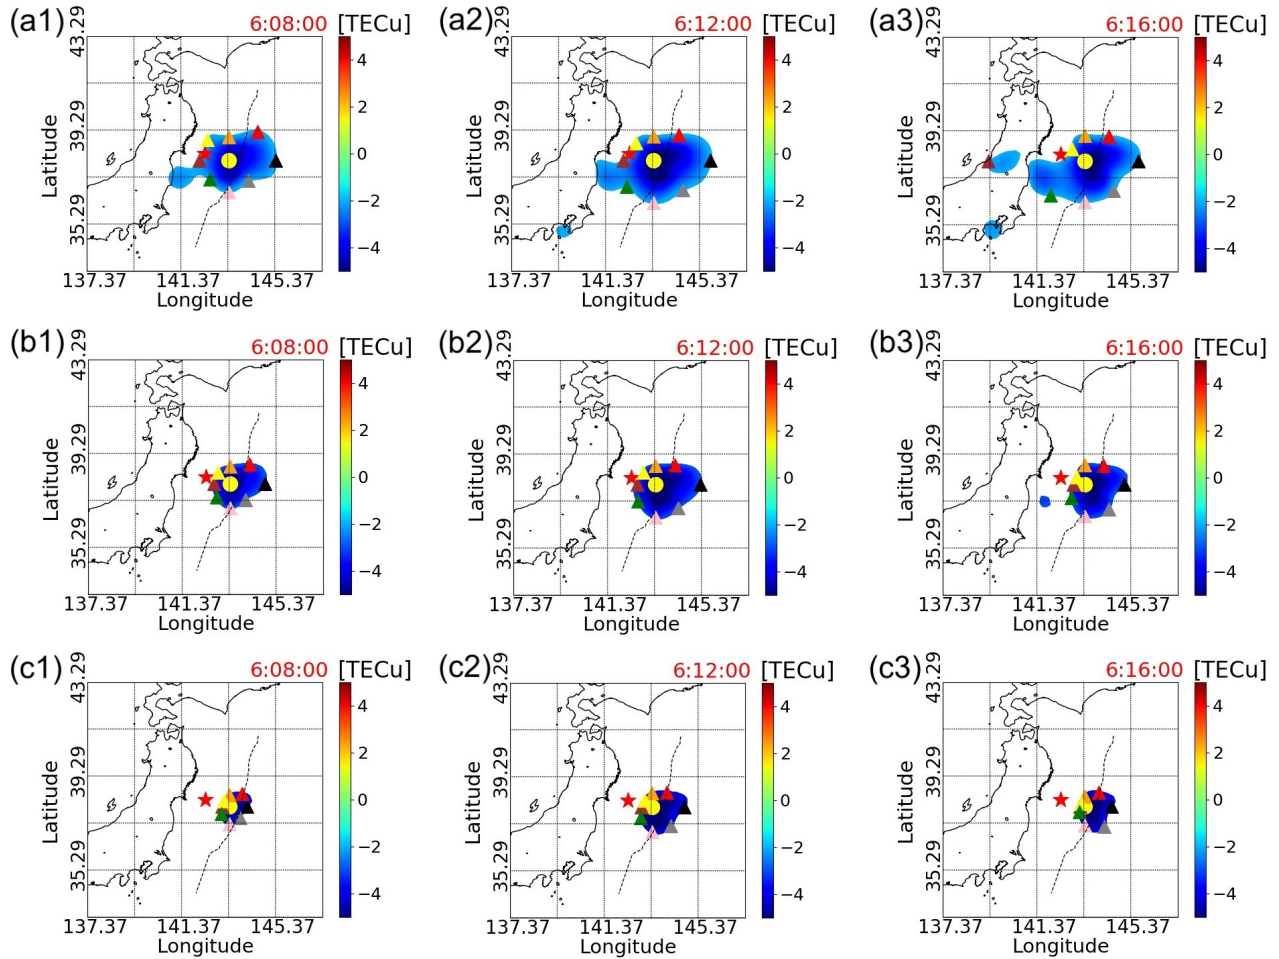 (a1) 6:08:00 [TECu]
43.29
39.29
35.29
Latitude
137.37 141.37 145.37
Longitude
4
2
0
−2
−4
(a2) 6:12:00 [TECu]
43.29
39.29
35.29
Latitude
137.37 141.37 145.37
Longitude
4
2
0
−2
−4
(a3) 6:16:00 [TECu]
43.29
39.29
35.29
Latitude
137.37 141.37 145.37
Longitude
4
2
0
−2
−4
(b1) 6:08:00 [TECu]
43.29
39.29
35.29
Latitude
137.37 141.37 145.37
Longitude
4
2
0
−2
−4
(b2) 6:12:00 [TECu]
43.29
39.29
35.29
Latitude
137.37 141.37 145.37
Longitude
4
2
0
−2
−4
(b3) 6:16:00 [TECu]
43.29
39.29
35.29
Latitude
137.37 141.37 145.37
Longitude
4
2
0
−2
−4
(c1) 6:08:00 [TECu]
43.29
39.29
35.29
Latitude
137.37 141.37 145.37
Longitude
4
2
0
−2
−4
(c2) 6:12:00 [TECu]
43.29
39.29
35.29
Latitude
137.37 141.37 145.37
Longitude
4
2
0
−2
−4
(c3) 6:16:00 [TECu]
43.29
39.29
35.29
Latitude
137.37 141.37 145.37
Longitude
4
2
0
−2
−4